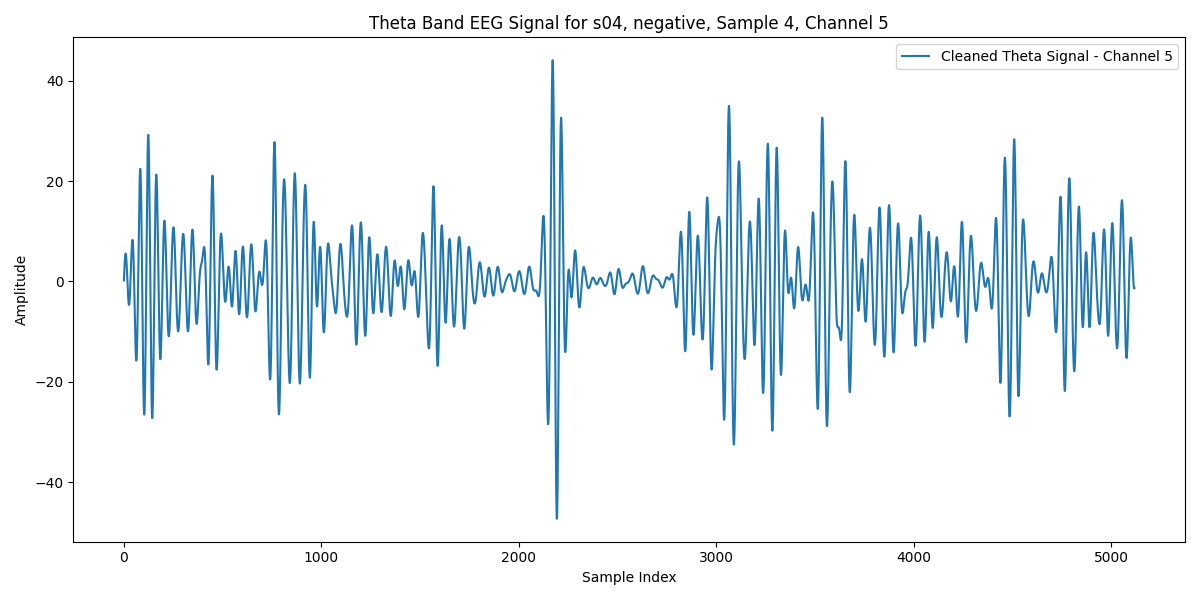 Theta Band EEG Signal for s04, negative, Sample 4, Channel 5
Cleaned Theta Signal - Channel 5
Amplitude
40
20
0
−20
−40
0 1000 2000 3000 4000 5000
Sample Index